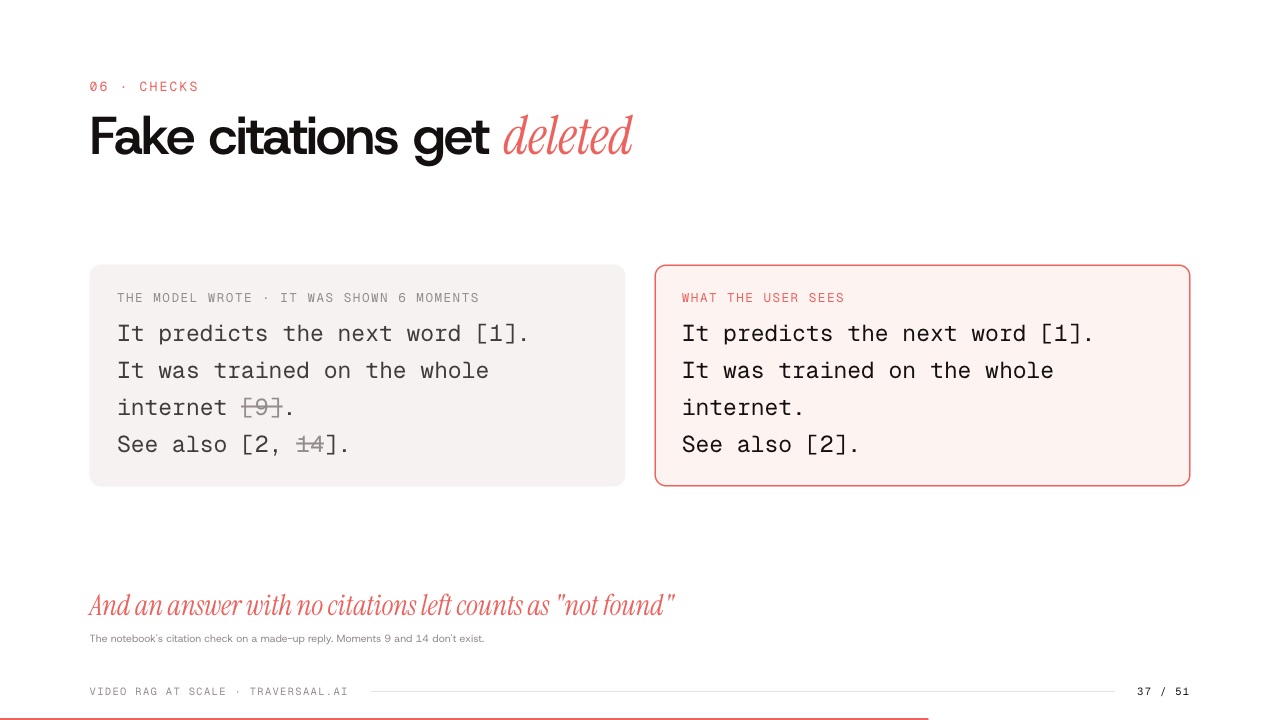 06 · CHECKS
Fake citations get deleted
THE MODEL WROTE · IT WAS SHOWN 6 MOMENTS
It predicts the next word [1].
It was trained on the whole
internet [9].
See also [2, 14].
WHAT THE USER SEES
It predicts the next word [1].
It was trained on the whole
internet.
See also [2].
And an answer with no citations left counts as "not found"
The notebook's citation check on a made-up reply. Moments 9 and 14 don't exist.
VIDEO RAG AT SCALE · TRAVERSAAL.AI
37 / 51